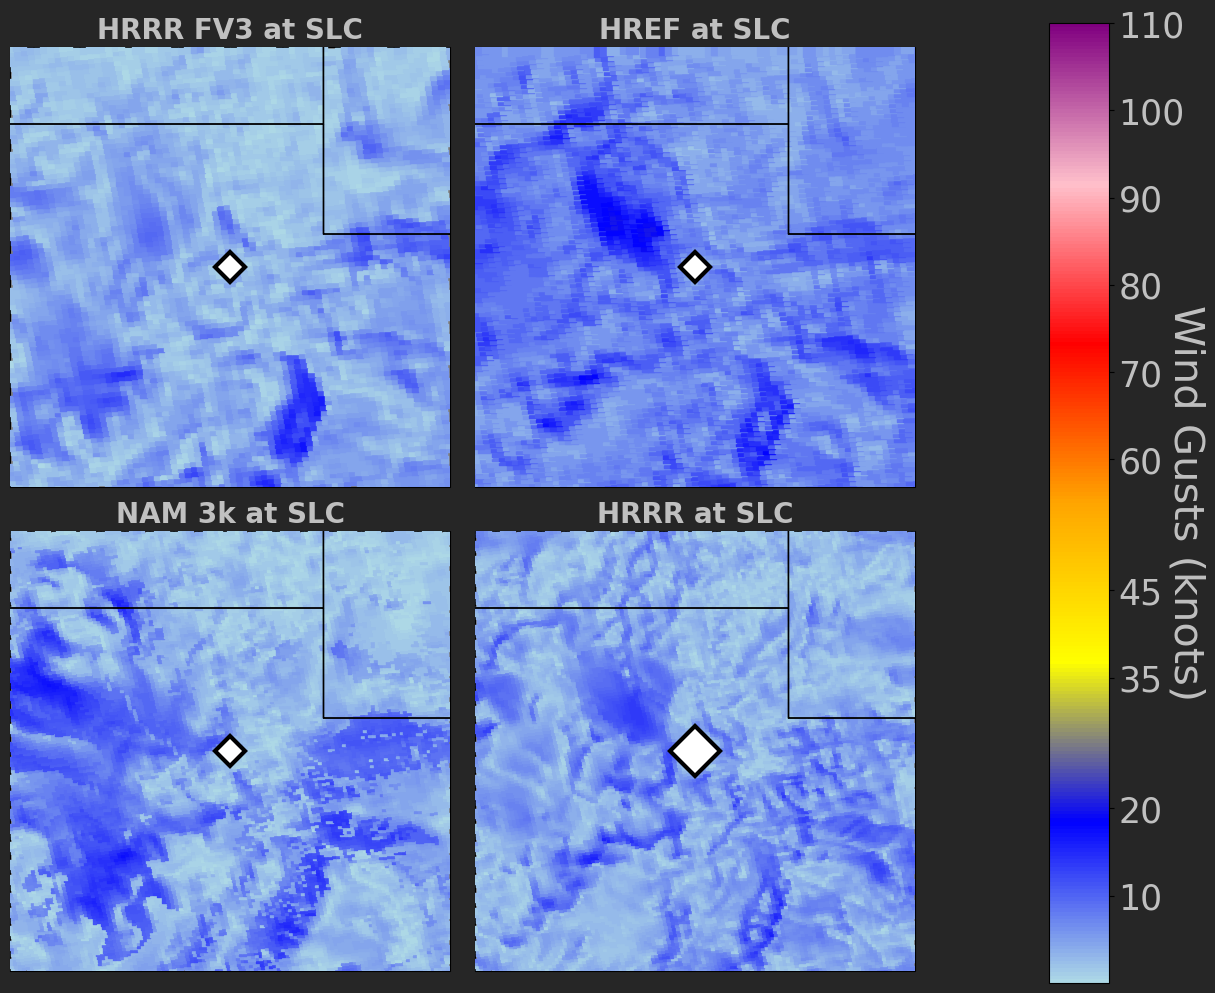 HRRR FV3 at SLC
HREF at SLC
NAM 3k at SLC
HRRR at SLC
110
100
90
80
70
60
45
35
20
10
Wind Gusts (knots)